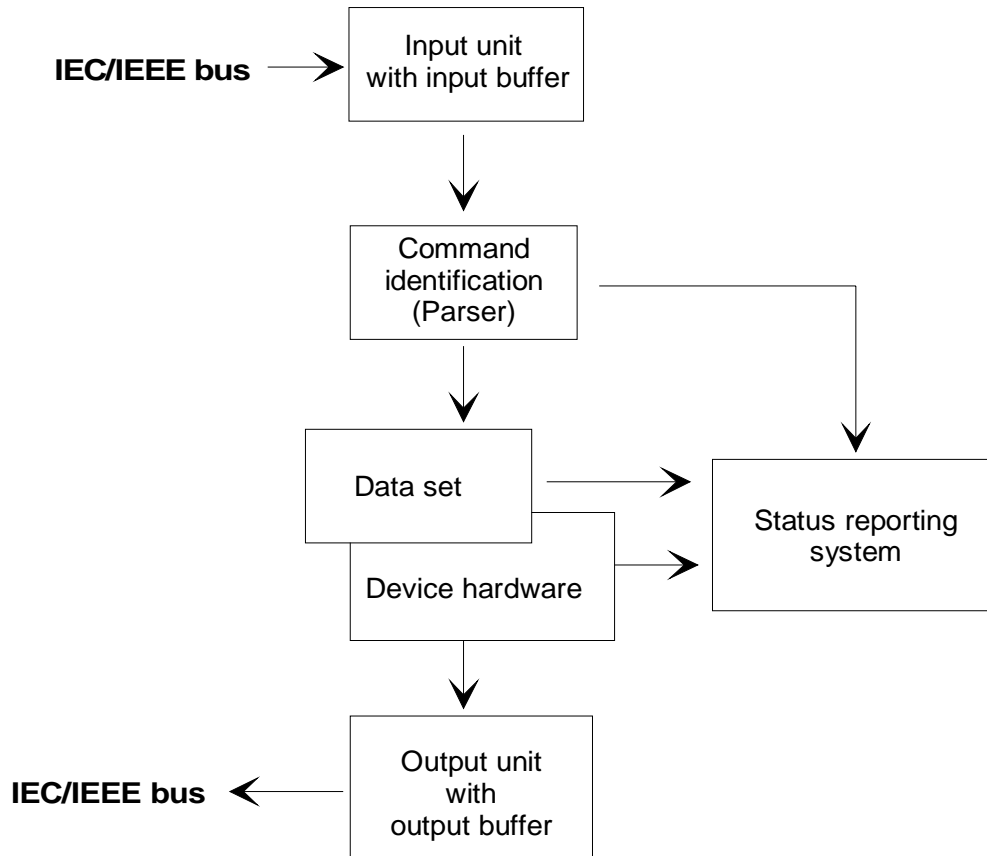 Input unit
with input buffer
IEC/IEEE bus
Command
identification
(Parser)
Data set
Status reporting
system
Device hardware
Output unit
with
output buffer
IEC/IEEE bus